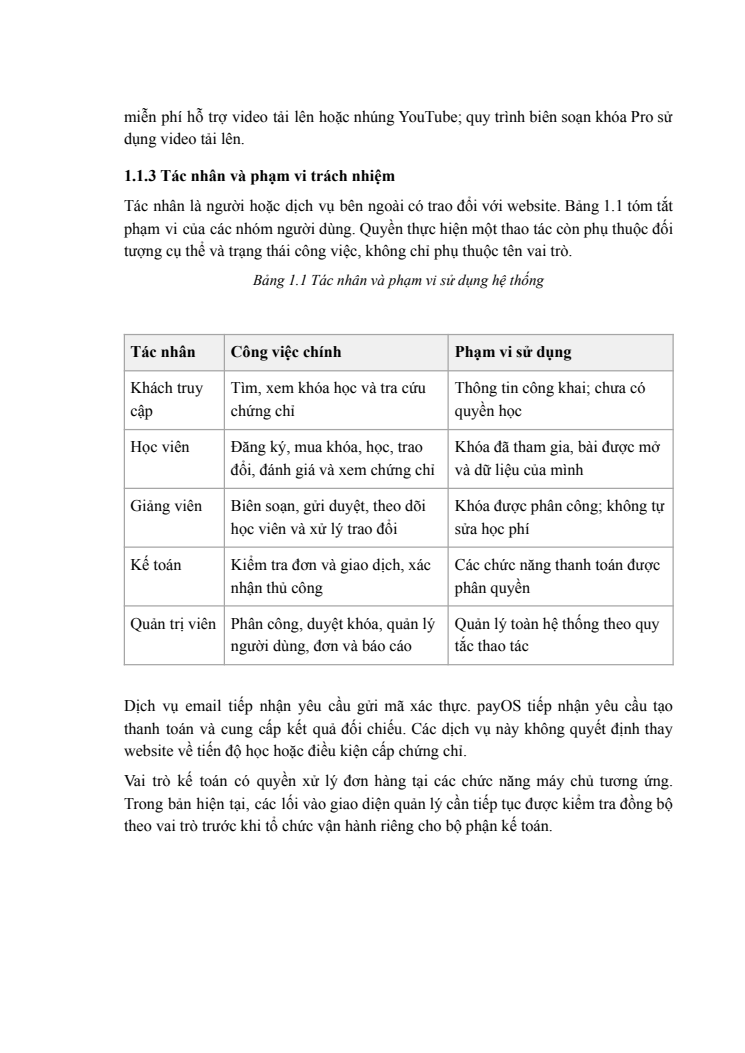 miễn phí hỗ trợ video tải lên hoặc nhúng YouTube; quy trình biên soạn khóa Pro sử
dụng video tải lên.
1.1.3 Tác nhân và phạm vi trách nhiệm
Tác nhân là người hoặc dịch vụ bên ngoài có trao đổi với website. Bảng 1.1 tóm tắt
phạm vi của các nhóm người dùng. Quyền thực hiện một thao tác còn phụ thuộc đối
tượng cụ thể và trạng thái công việc, không chỉ phụ thuộc tên vai trò.
Bảng 1.1 Tác nhân và phạm vi sử dụng hệ thống
Tác nhân Công việc chính Phạm vi sử dụng
Khách truy Tìm, xem khóa học và tra cứu Thông tin công khai; chưa có
cập chứng chỉ quyền học
Học viên Đăng ký, mua khóa, học, trao Khóa đã tham gia, bài được mở
đổi, đánh giá và xem chứng chỉ và dữ liệu của mình
Giảng viên Biên soạn, gửi duyệt, theo dõi Khóa được phân công; không tự
học viên và xử lý trao đổi sửa học phí
Kế toán Kiểm tra đơn và giao dịch, xác Các chức năng thanh toán được
nhận thủ công phân quyền
Quản trị viên Phân công, duyệt khóa, quản lý Quản lý toàn hệ thống theo quy
người dùng, đơn và báo cáo tắc thao tác
Dịch vụ email tiếp nhận yêu cầu gửi mã xác thực. payOS tiếp nhận yêu cầu tạo
thanh toán và cung cấp kết quả đối chiếu. Các dịch vụ này không quyết định thay
website về tiến độ học hoặc điều kiện cấp chứng chỉ.
Vai trò kế toán có quyền xử lý đơn hàng tại các chức năng máy chủ tương ứng.
Trong bản hiện tại, các lối vào giao diện quản lý cần tiếp tục được kiểm tra đồng bộ
theo vai trò trước khi tổ chức vận hành riêng cho bộ phận kế toán.